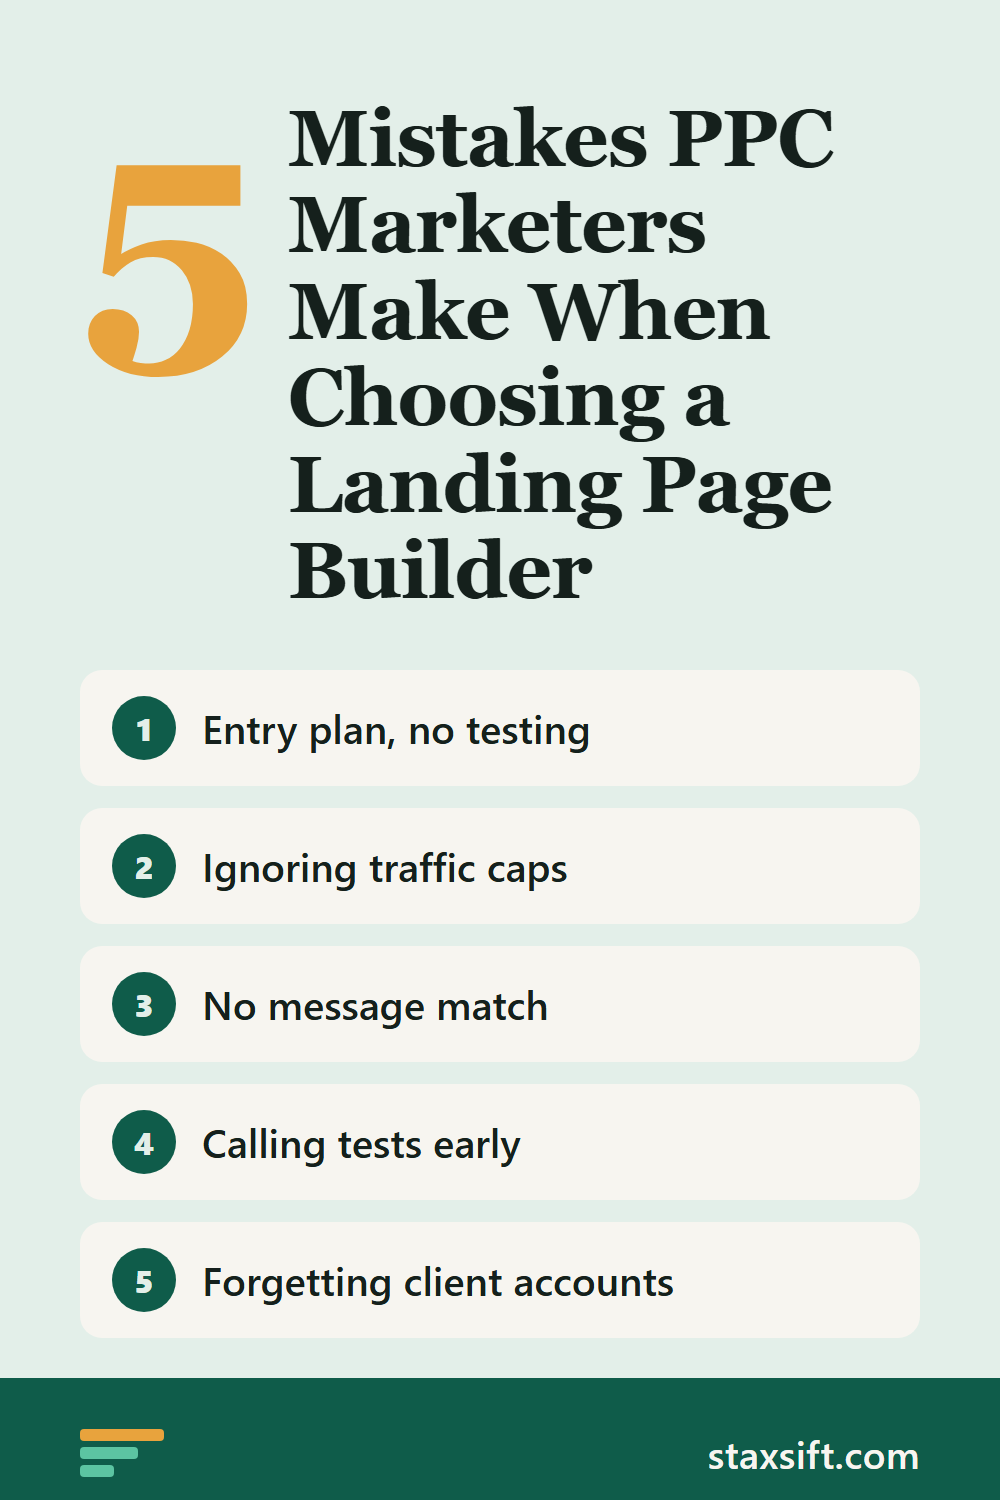 5
Mistakes PPC
Marketers
Make When
Choosing a
Landing Page
Builder
1 Entry plan, no testing
2 Ignoring traffic caps
3 No message match
4 Calling tests early
5 Forgetting client accounts
staxsift.com